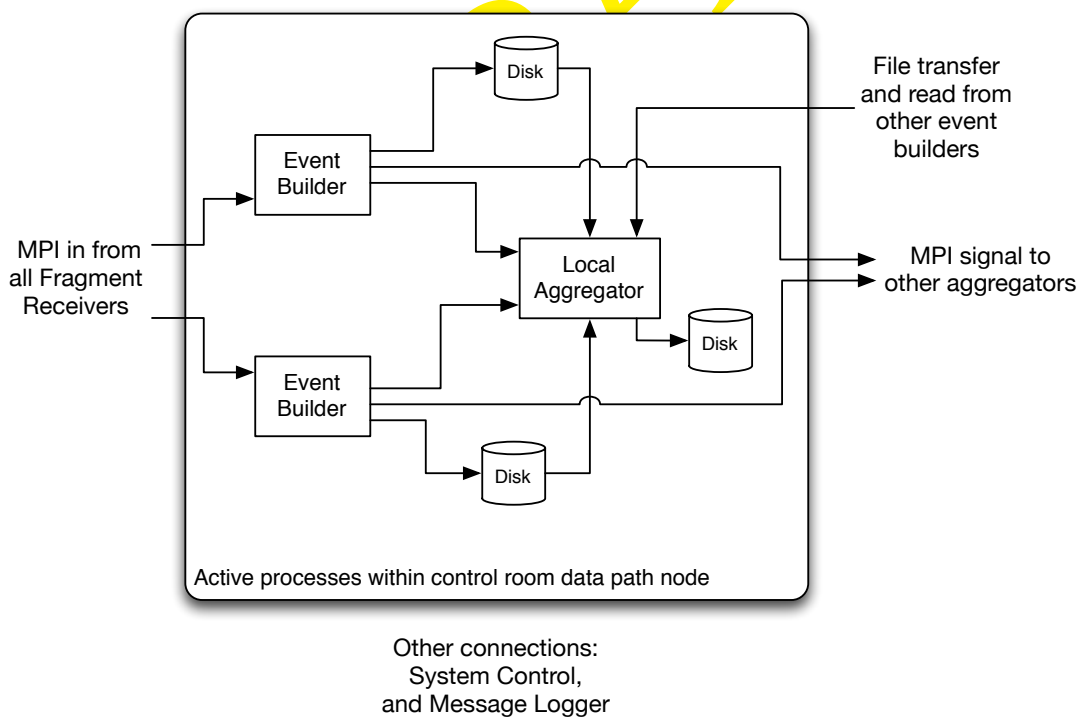 Disk
File transfer
and read from
other event
builders
Event
Builder
MPI in from
all Fragment
Receivers
Local
Aggregator
MPI signal to
other aggregators
Disk
Event
Builder
Disk
Active processes within control room data path node
Other connections:
System Control,
and Message Logger